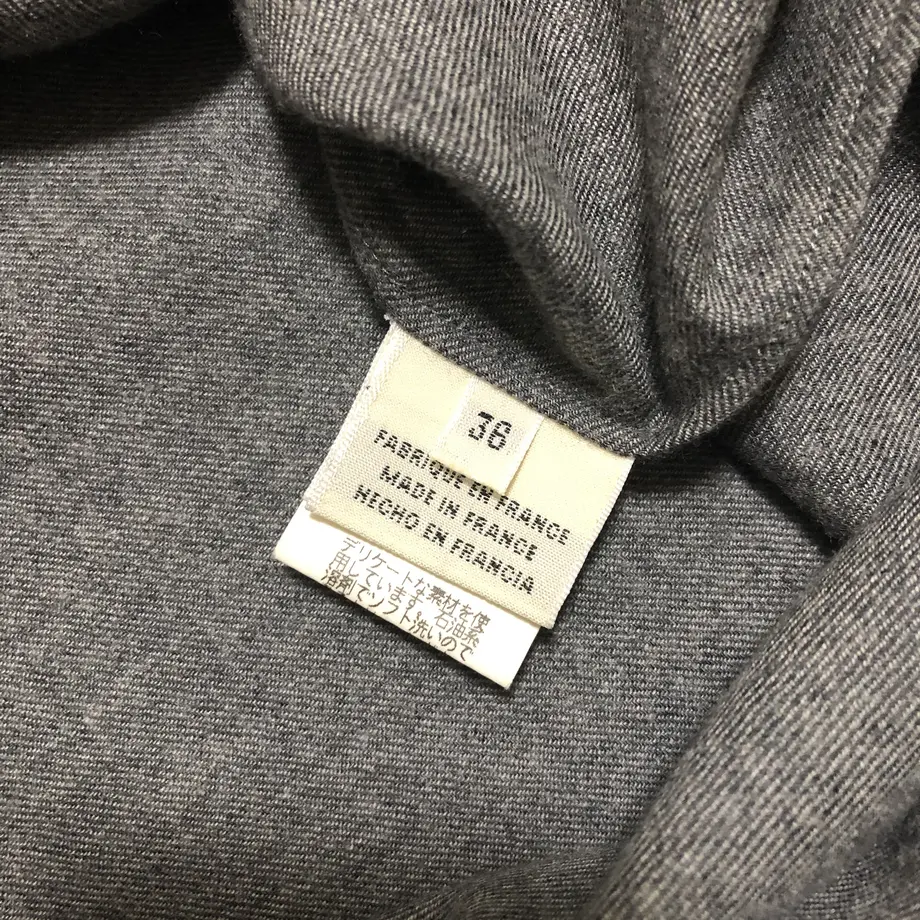 36
FABRIQUE EN FRANCE
MADE IN FRANCE
HECHO EN FRANCIA
デリケートな素材を使
用しています。石油系
溶剤でソフト洗いので